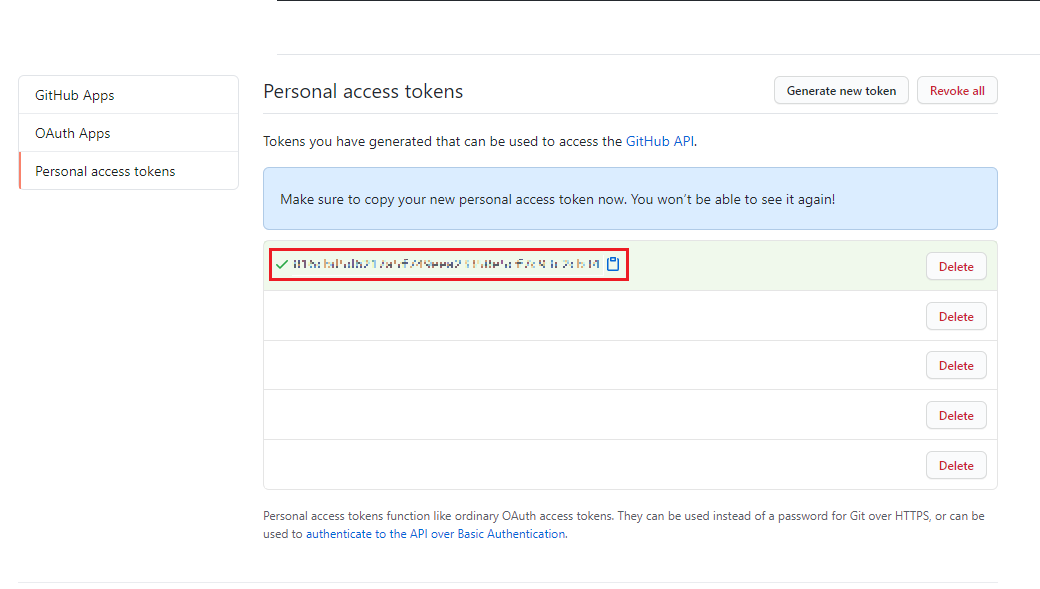 GitHub Apps
OAuth Apps
Personal access tokens
Personal access tokens
Generate new token
Revoke all
Tokens you have generated that can be used to access the GitHub API.
Make sure to copy your new personal access token now. You won’t be able to see it again!
Delete
Delete
Delete
Delete
Delete
Personal access tokens function like ordinary OAuth access tokens. They can be used instead of a password for Git over HTTPS, or can be
used to authenticate to the API over Basic Authentication.